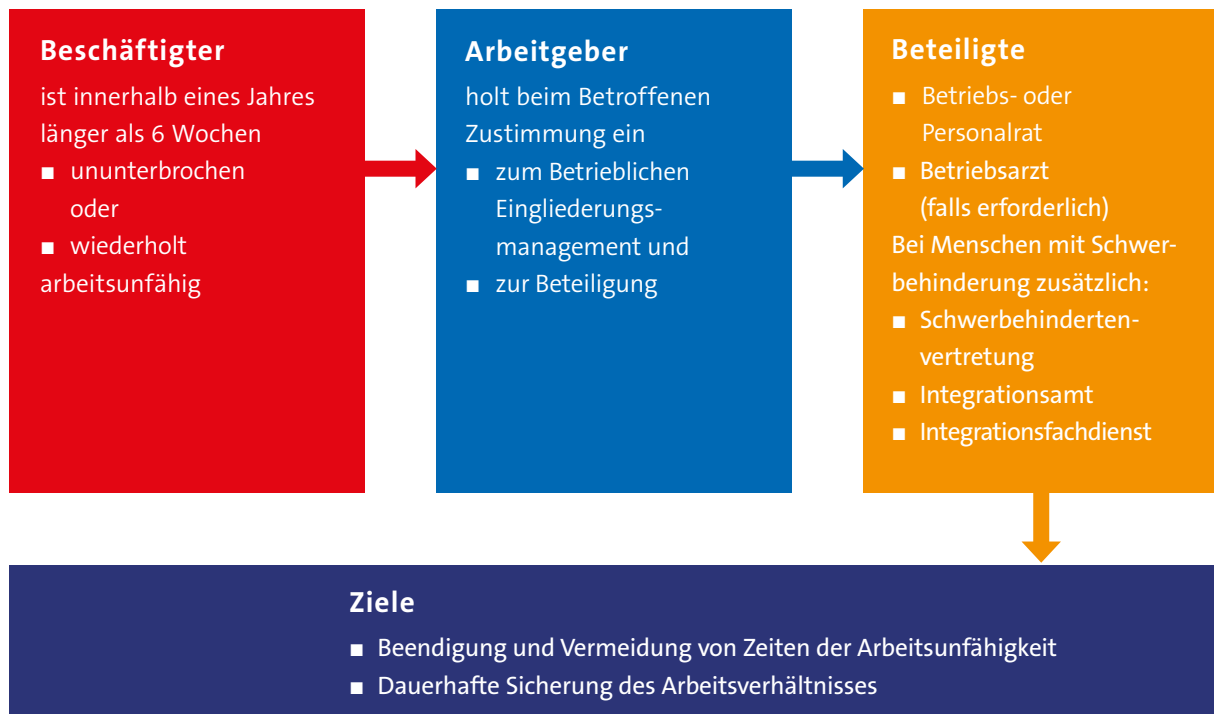 Beschäftigter
ist innerhalb eines Jahres
länger als 6 Wochen
■ ununterbrochen
oder
■ wiederholt
arbeitsunfähig
Arbeitgeber
holt beim Betroffenen
Zustimmung ein
■ zum Betrieblichen
Eingliederungs-
management und
■ zur Beteiligung
Beteiligte
■ Betriebs- oder
Personalrat
■ Betriebsarzt
(falls erforderlich)
Bei Menschen mit Schwer-
behinderung zusätzlich:
■ Schwerbehinderten-
vertretung
■ Integrationsamt
■ Integrationsfachdienst
Ziele
■ Beendigung und Vermeidung von Zeiten der Arbeitsunfähigkeit
■ Dauerhafte Sicherung des Arbeitsverhältnisses